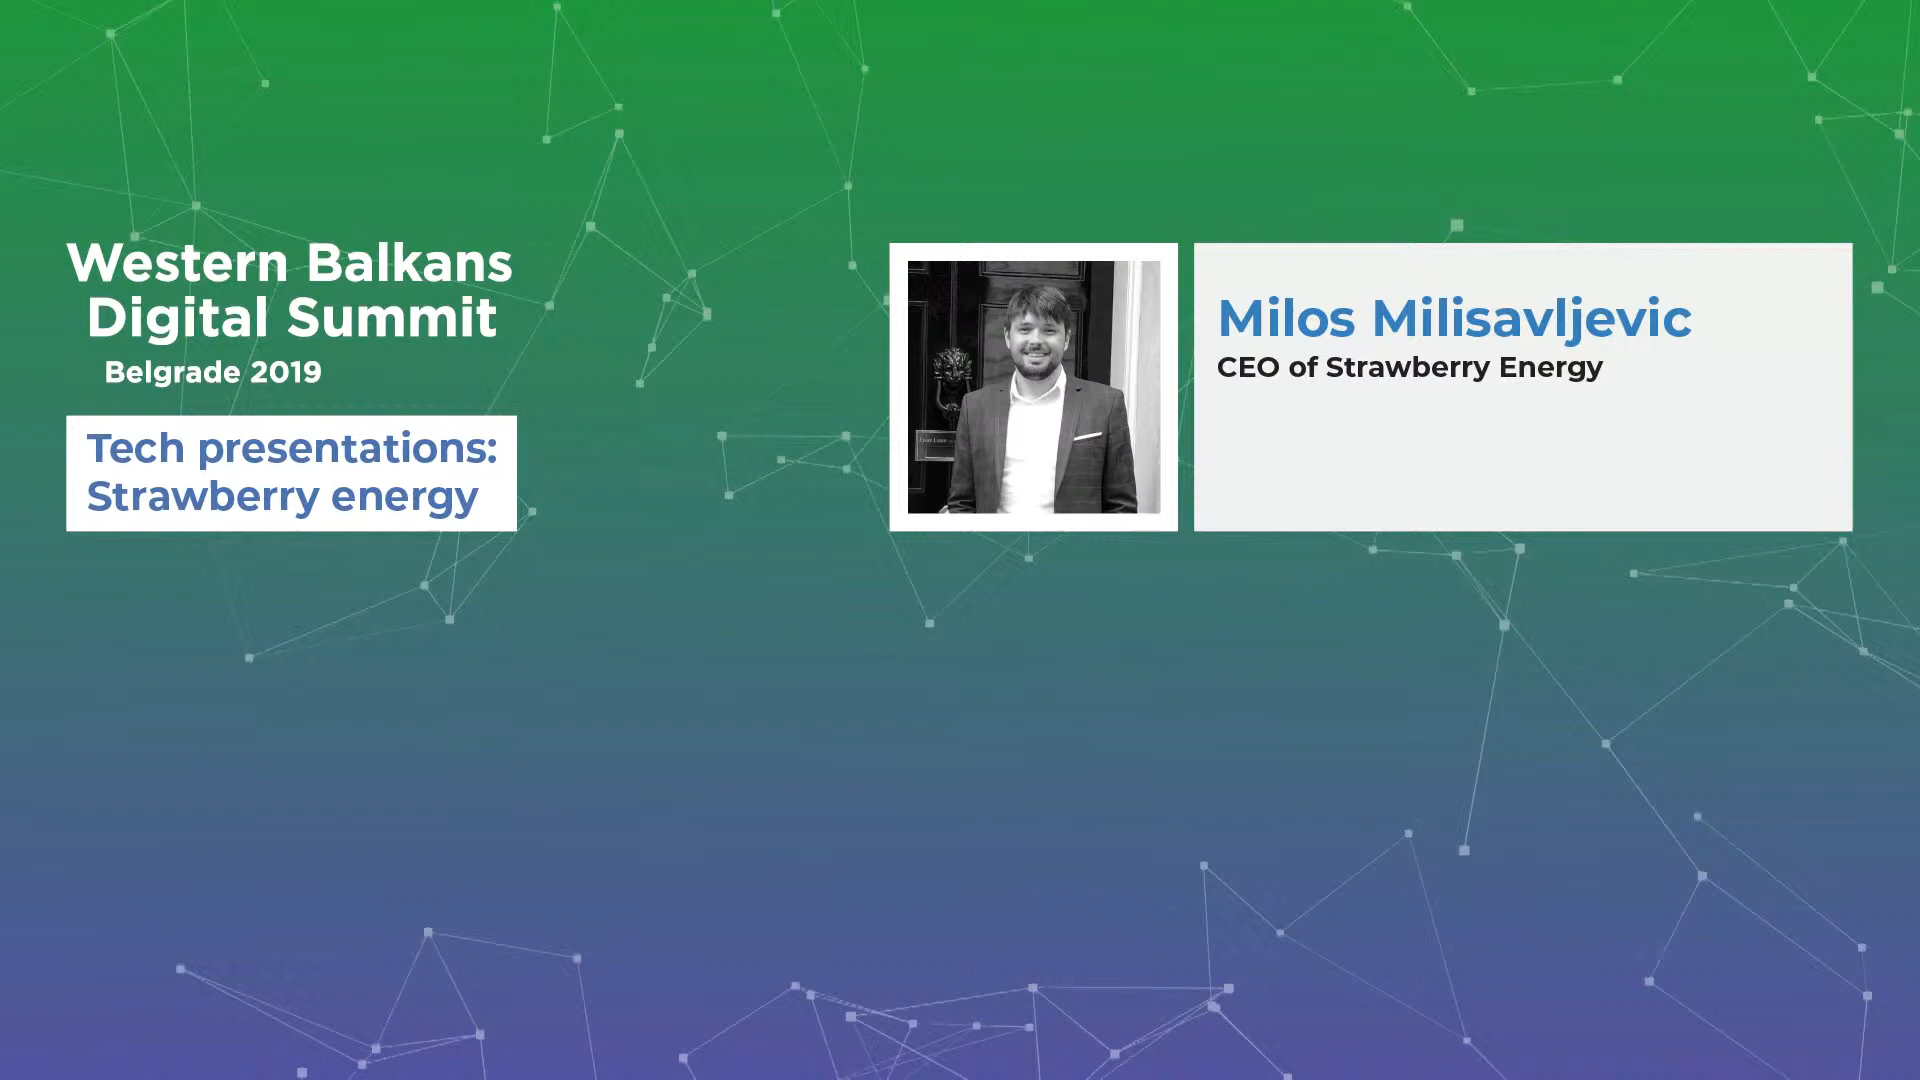 Western Balkans
Digital Summit
Belgrade 2019
Tech presentations:
Strawberry energy
Milos Milisavljevic
CEO of Strawberry Energy